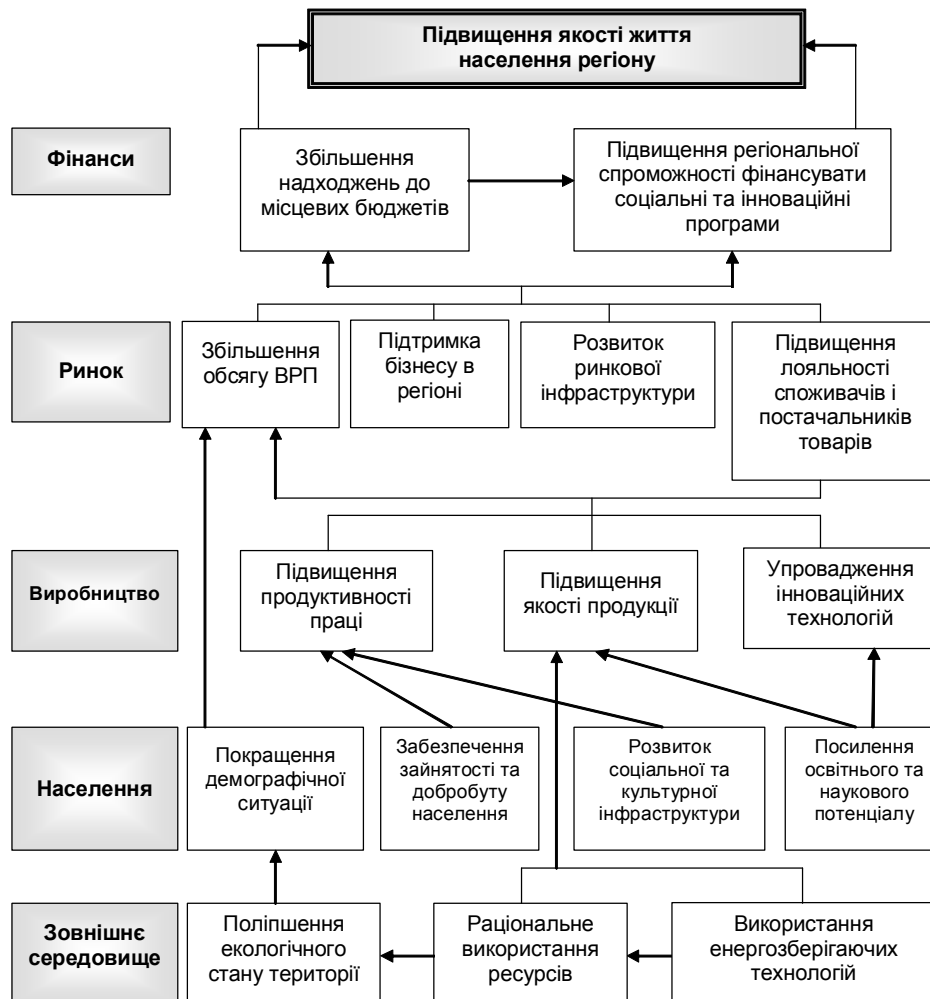 Підвищення якості життя
населення регіону
Фінанси
Збільшення
надходжень до
місцевих бюджетів
Підвищення регіональної
спроможності фінансувати
соціальні та інноваційні
програми
Ринок
Збільшення
обсягу ВРП
Підтримка
бізнесу в
регіоні
Розвиток
ринкової
інфраструктури
Підвищення
лояльності
споживачів і
постачальників
товарів
Виробництво
Підвищення
продуктивності
праці
Підвищення
якості продукції
Упровадження
інноваційних
технологій
Населення
Покращення
демографічної
ситуації
Забезпечення
зайнятості та
добробуту
населення
Розвиток
соціальної та
культурної
інфраструктури
Посилення
освітнього та
наукового
потенціалу
Зовнішнє
середовище
Поліпшення
екологічного
стану території
Раціональне
використання
ресурсів
Використання
енергозберігаючих
технологій